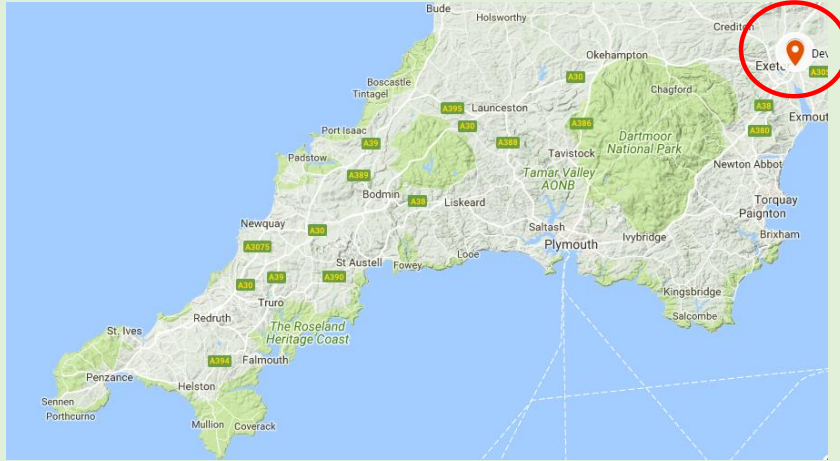 Bude
Holsworthy
Crediton
Okehampton
Exeter
Dev
A30
Chagford
A30
Boscastle
Tintagel
A395
Launceston
A38
Exmout
A30
A386
A380
Port Isaac
A39
A388
Dartmoor
National Park
Padstow
Tavistock
Newton Abbot
A389
Tamar Valley
AONB
Bodmin
A38
Liskeard
Torquay
Paignton
Newquay
A30
Saltash
Plymouth
Ivybridge
Brixham
A3075
St Austell
Fowey
Looe
A39
A390
A30
Kingsbridge
Truro
Salcombe
Redruth
The Roseland
Heritage Coast
St. Ives
A394
Falmouth
Penzance
Helston
Sennen
Porthcurno
Mullion
Coverack